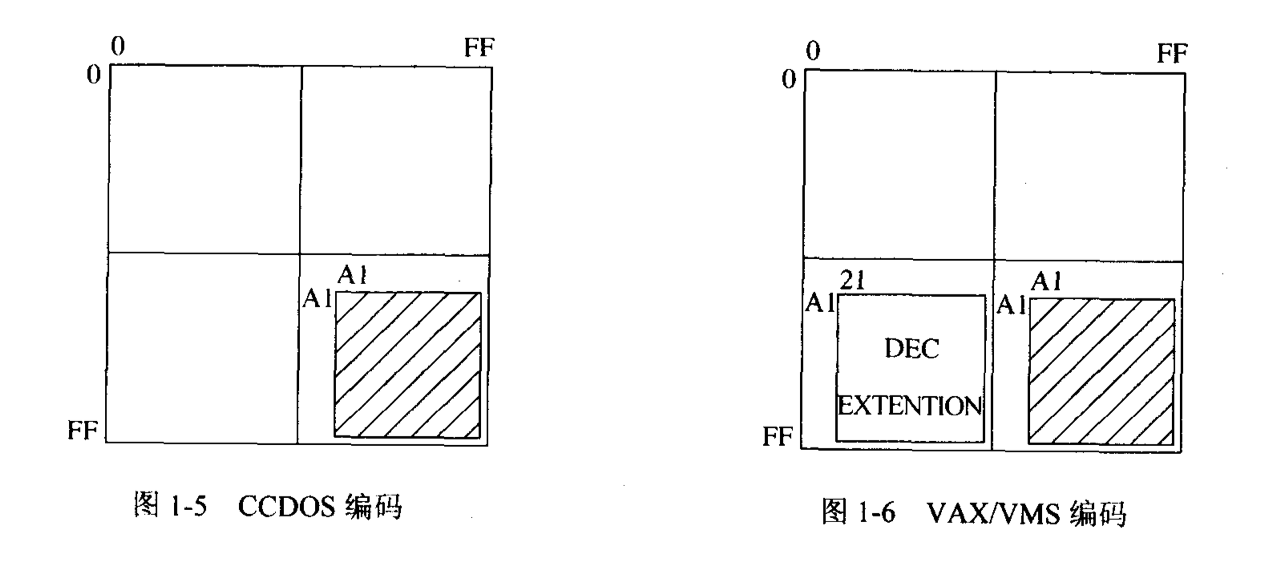 0 FF
0
A1
A1
FF
图 1-5 CCDOS 编码
0 FF
0
21
A1
DEC
EXTENTION
A1
A1
FF
图 1-6 VAX/VMS 编码